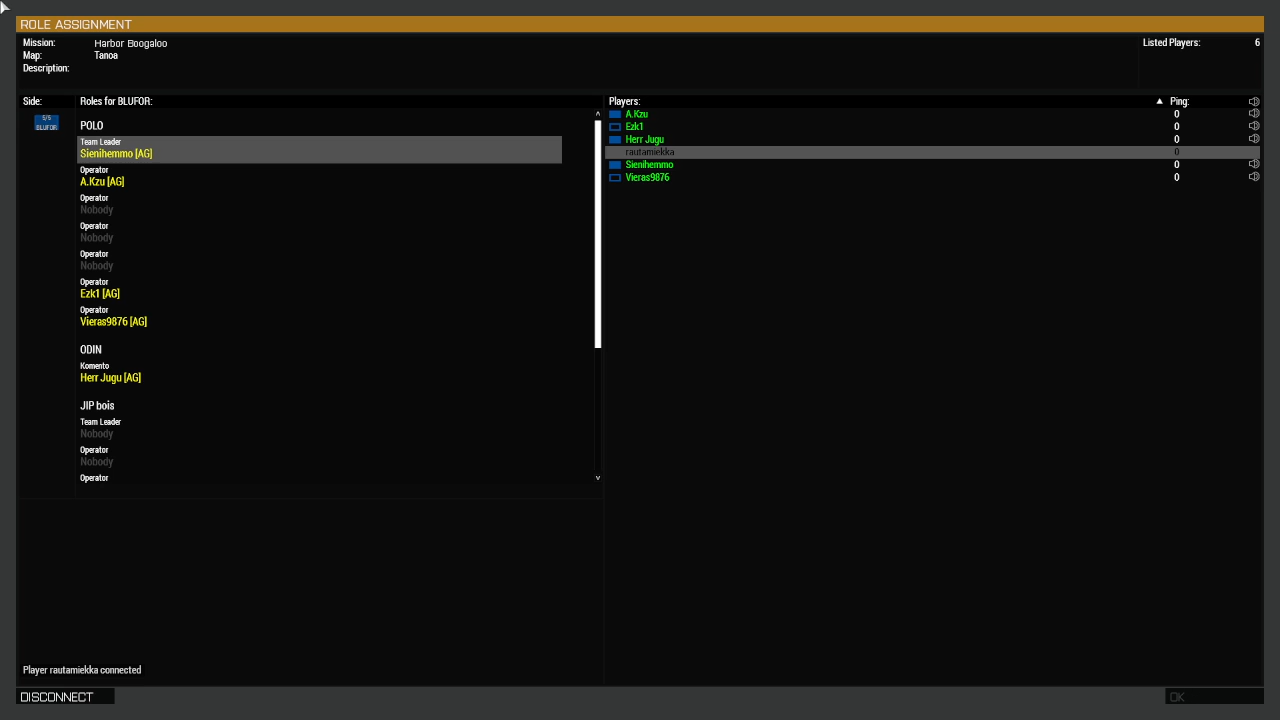 ROLE ASSIGNMENT
Mission: Harbor Boogaloo
Map: Tanoa
Description:
Listed Players: 6
Side:
5/5
BLUFOR
Roles for BLUFOR:
POLO
Team Leader
Sienihemmo [AG]
Operator
A.Kzu [AG]
Operator
Nobody
Operator
Nobody
Operator
Nobody
Operator
Ezk1 [AG]
Operator
Vieras9876 [AG]
ODIN
Komento
Herr Jugu [AG]
JIP bois
Team Leader
Nobody
Operator
Nobody
Operator
Players: Ping:
A.Kzu 0
Ezk1 0
Herr Jugu 0
rautamiekka 0
Sienihemmo 0
Vieras9876 0
Player rautamiekka connected
DISCONNECT
OK